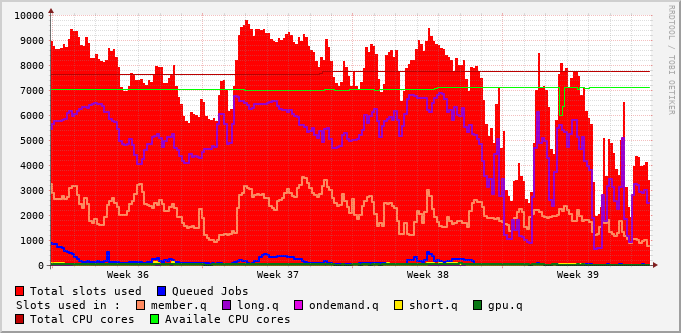 10000
9000
8000
7000
6000
5000
4000
3000
2000
1000
0
Week 36 Week 37 Week 38 Week 39
RRDTOOL / TOBI OETIKER
Total slots used Queued Jobs
Slots used in : member.q long.q ondemand.q short.q gpu.q
Total CPU cores Availale CPU cores